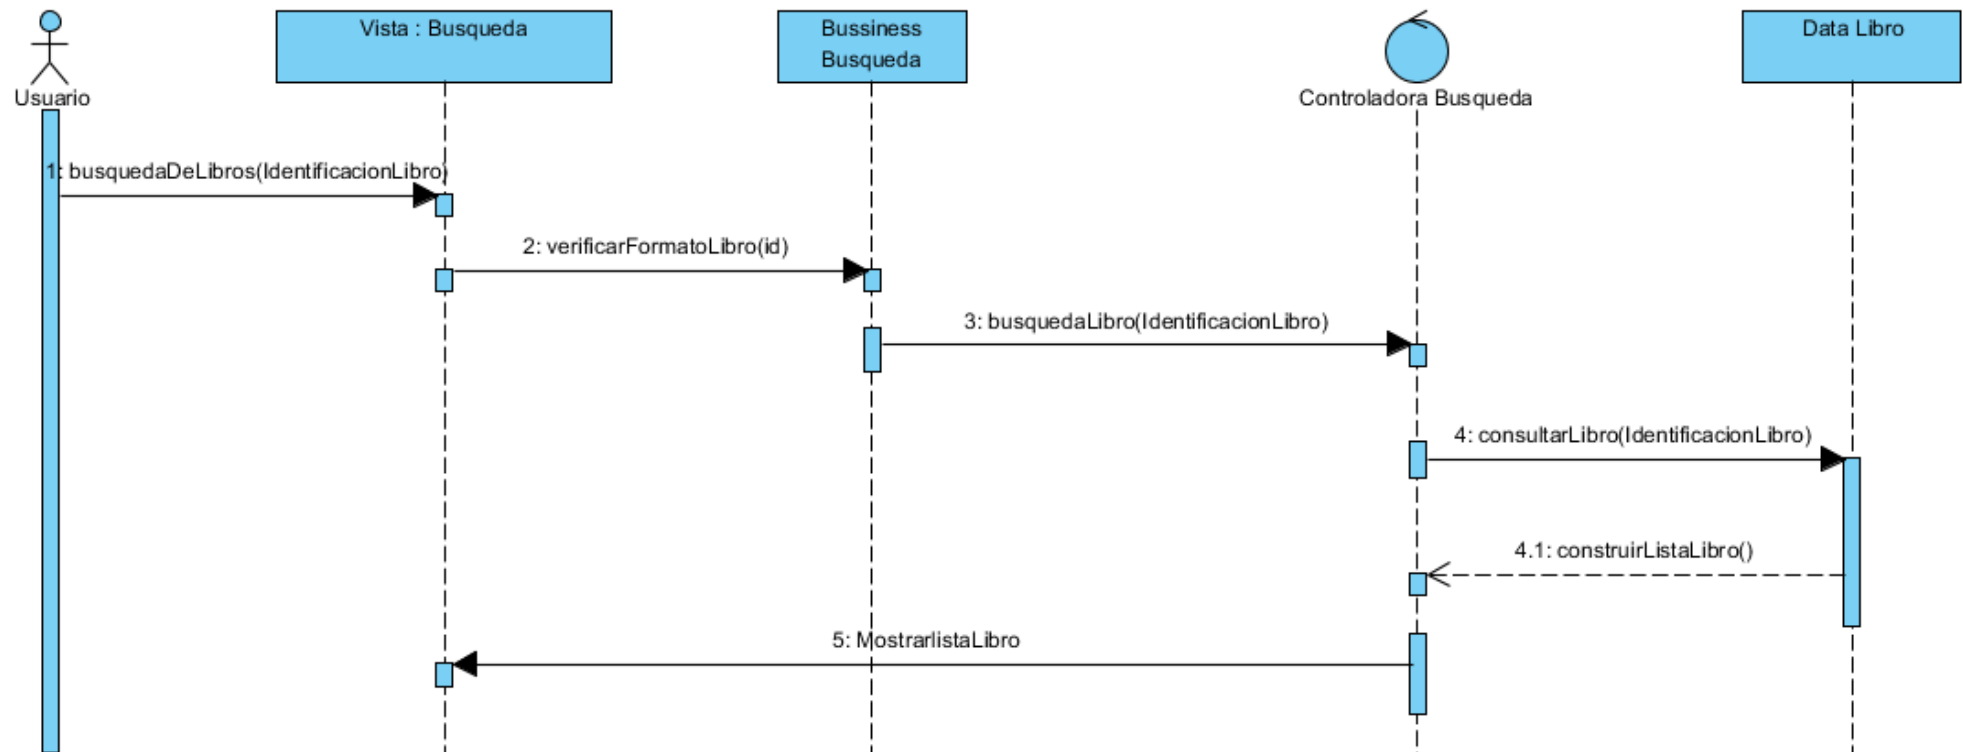 Vista : Busqueda
Bussiness
Busqueda
Data Libro
Usuario
Controladora Busqueda
1: busquedaDeLibros(IdentificacionLibro)
2: verificarFormatoLibro(id)
3: busquedaLibro(IdentificacionLibro)
4: consultarLibro(IdentificacionLibro)
4.1: construirListaLibro()
5: MostrarlistaLibro